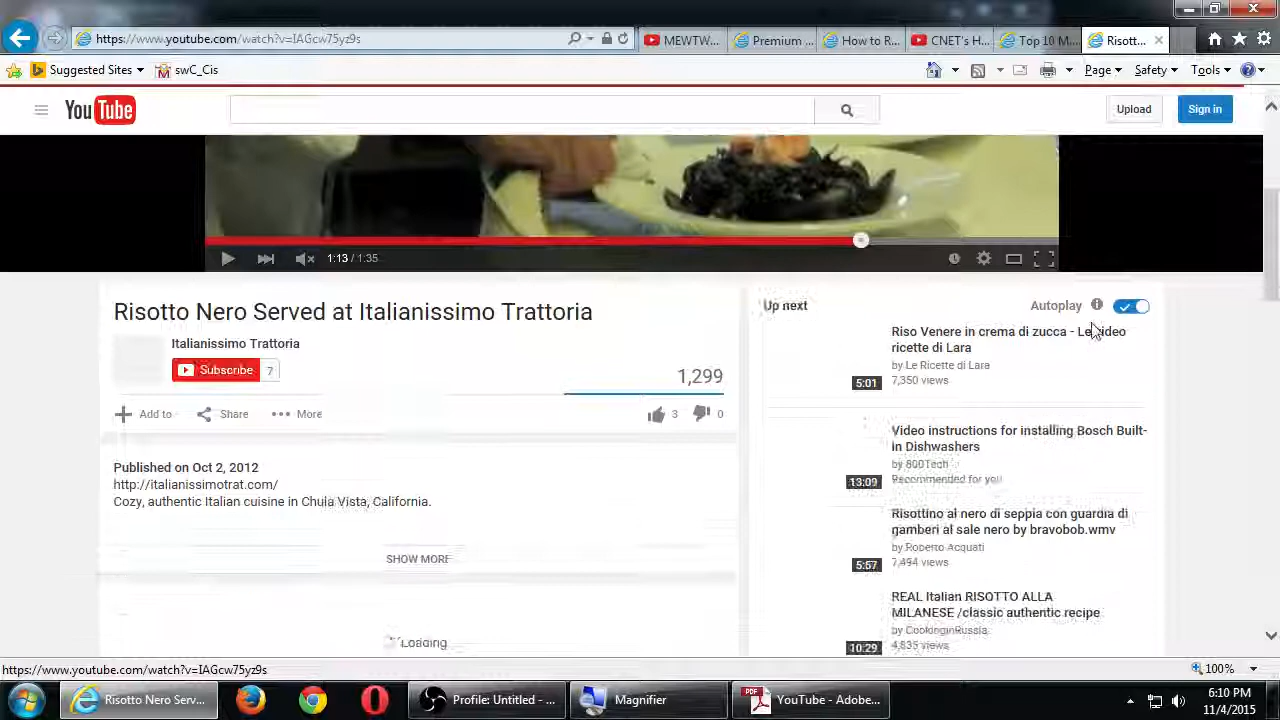 https://www.youtube.com/watch?v=IAGcw75yz9s
MEWTW...
Premium ...
How to R...
CNET's H...
Top 10 M...
Risott...
Suggested Sites
swC_Cis
Page
Safety
Tools
YouTube
Upload
Sign in
1:13 / 1:35
Risotto Nero Served at Italianissimo Trattoria
Italianissimo Trattoria
Subscribe 7
1,299
Add to
Share
More
3
0
Published on Oct 2, 2012
http://italianissimotrat.com/
Cozy, authentic Italian cuisine in Chula Vista, California.
SHOW MORE
Loading
Up next
Autoplay
Riso Venere in crema di zucca - Le video
ricette di Lara
by Le Ricette di Lara
7,350 views
5:01
Video instructions for installing Bosch Built-
In Dishwashers
by 800Tech
Recommended for you
13:09
Risottino al nero di seppia con guardia di
gamberi al sale nero by bravobob.wmv
by Roberto Acquati
7,494 views
5:57
REAL Italian RISOTTO ALLA
MILANESE /classic authentic recipe
by CookinginRussia
4,835 views
10:29
https://www.youtube.com/watch?v=IAGcw75yz9s
100%
Risotto Nero Serv...
Profile: Untitled - ...
Magnifier
PDF
YouTube - Adobe...
6:10 PM
11/4/2015